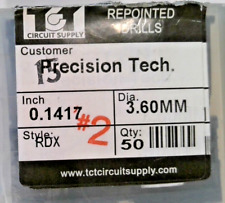 TCT
CIRCUIT SUPPLY
REPOINTED
DRILLS
Customer
15
Precision Tech.
Inch
Dia.
0.1417
3.60MM
#2
Style:
Qty:
RDX
50
www.tctcircuitsupply.com